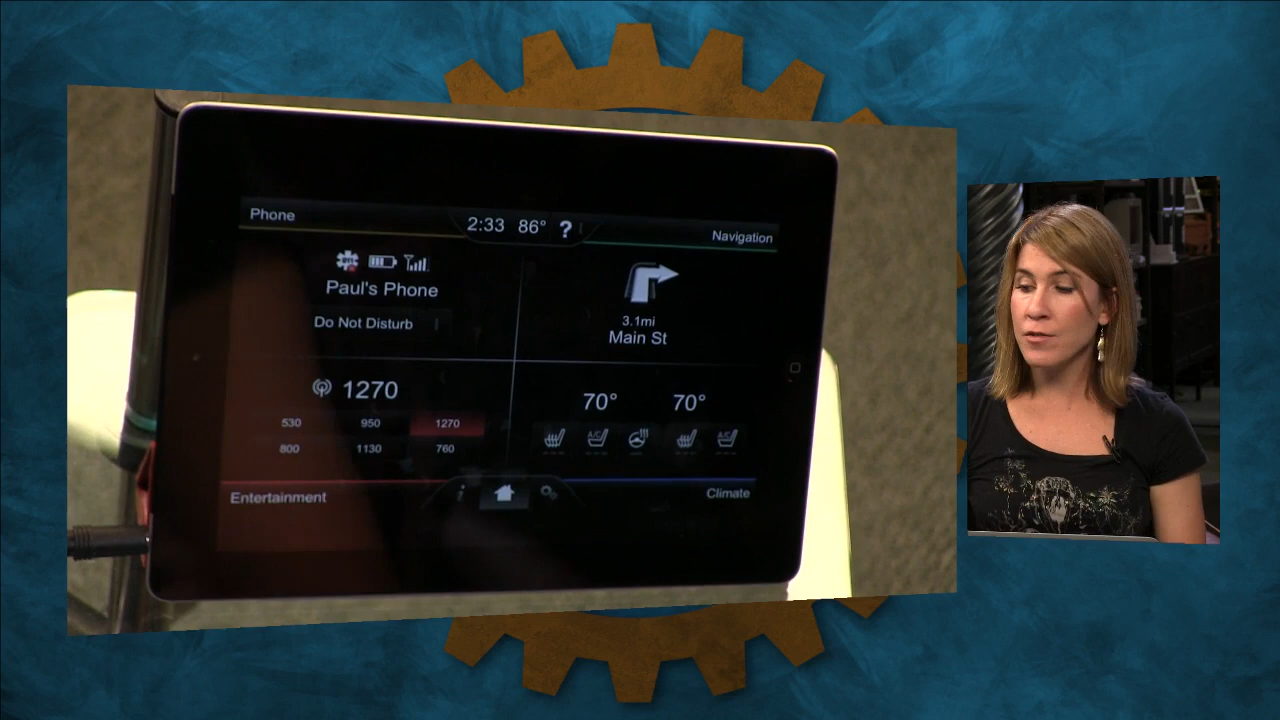 Phone
2:33 86° ?
Navigation
Paul's Phone
Do Not Disturb
3.1mi
Main St
1270
530 950 1270
800 1130 760
70° 70°
A/C A/C
Entertainment
i
Climate